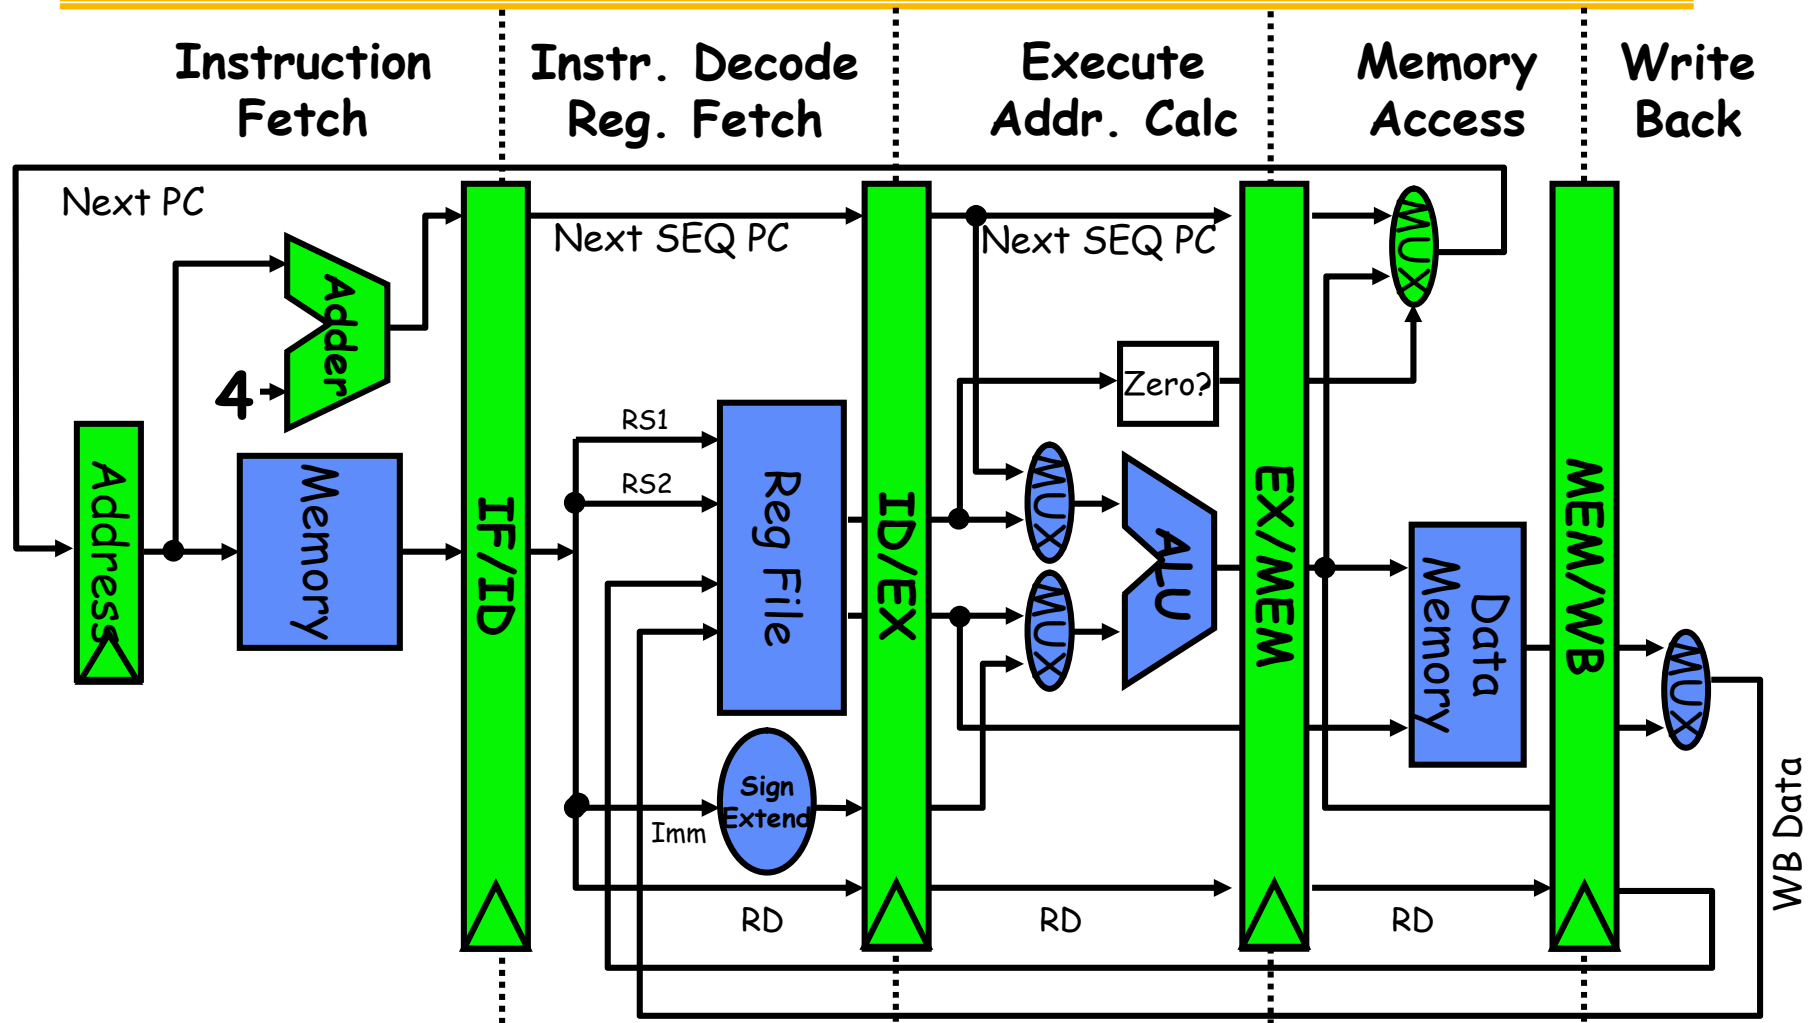 Instruction
Fetch
Instr. Decode
Reg. Fetch
Execute
Addr. Calc
Memory
Access
Write
Back
Next PC
Next SEQ PC
Next SEQ PC
MUX
Adder
4
Zero?
RS1
RS2
Address
Memory
IF/ID
Reg File
ID/EX
MUX
MUX
ALU
EX/MEM
Data
Memory
MEM/WB
MUX
Sign
Extend
Imm
WB Data
RD
RD
RD